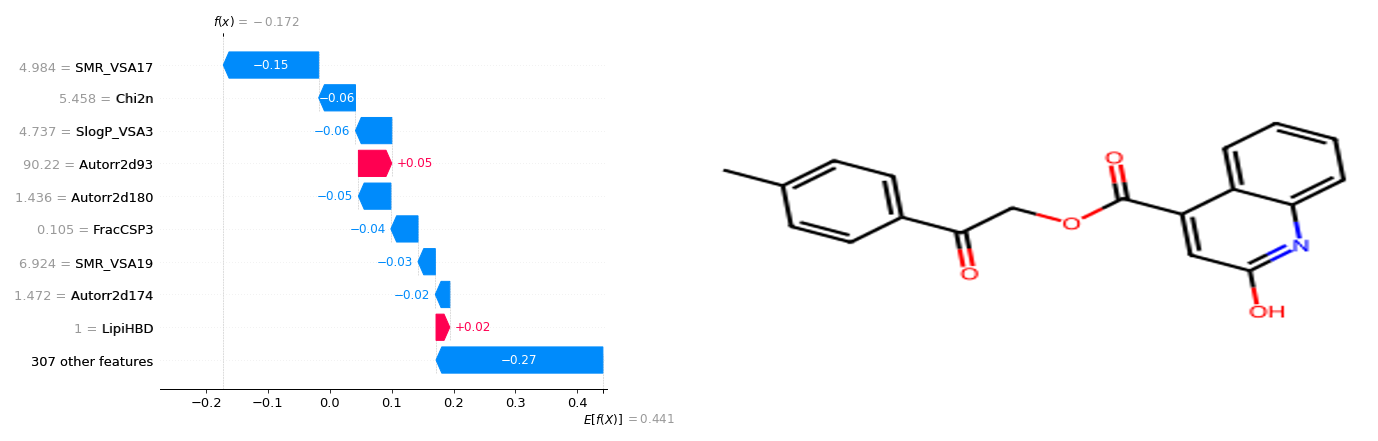 f(x) = −0.172
4.984 = SMR_VSA17
−0.15
5.458 = Chi2n
−0.06
4.737 = SlogP_VSA3
−0.06
90.22 = Autorr2d93
+0.05
1.436 = Autorr2d180
−0.05
0.105 = FracCSP3
−0.04
6.924 = SMR_VSA19
−0.03
1.472 = Autorr2d174
−0.02
1 = LipiHBD
+0.02
307 other features
−0.27
−0.2 −0.1 0.0 0.1 0.2 0.3 0.4
E[f(X)] = 0.441
O
O
O
N
OH